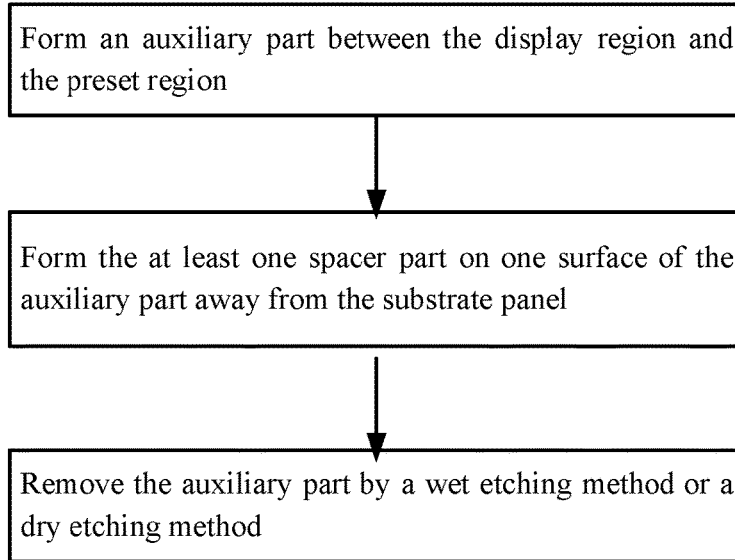 Form an auxiliary part between the display region and
the preset region
Form the at least one spacer part on one surface of the
auxiliary part away from the substrate panel
Remove the auxiliary part by a wet etching method or a
dry etching method